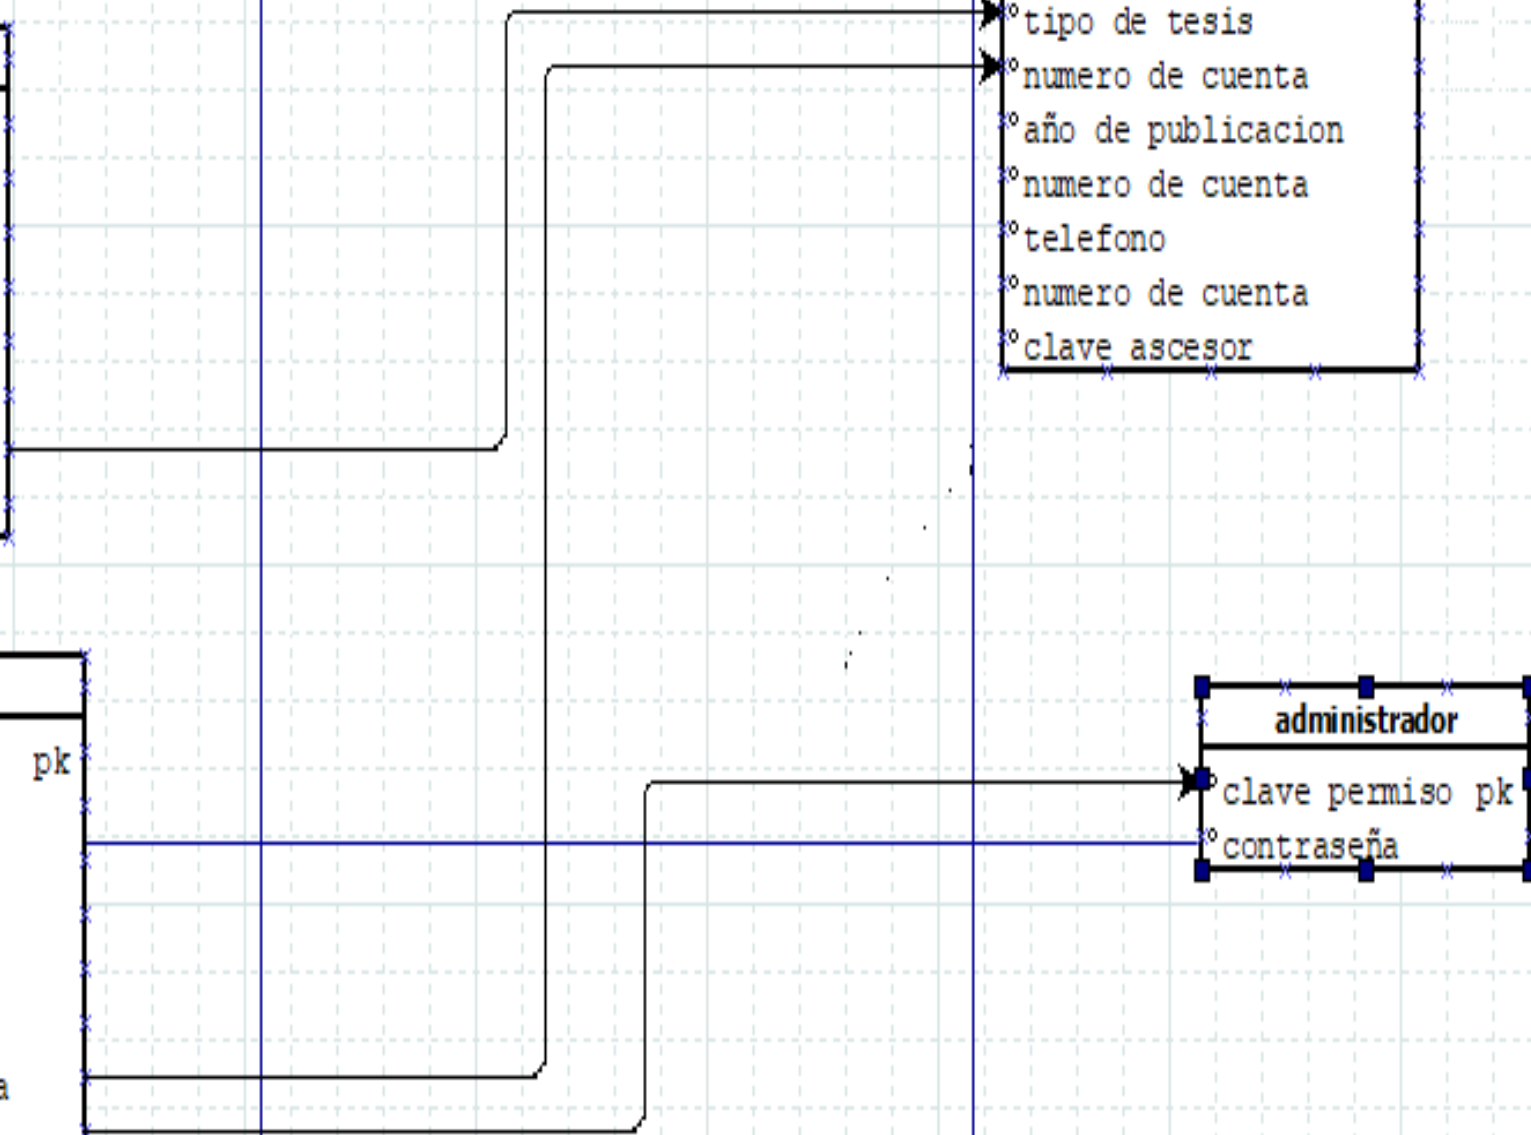 tipo de tesis
numero de cuenta
año de publicacion
numero de cuenta
telefono
numero de cuenta
clave ascesor
administrador
pk
clave permiso pk
contraseña
a